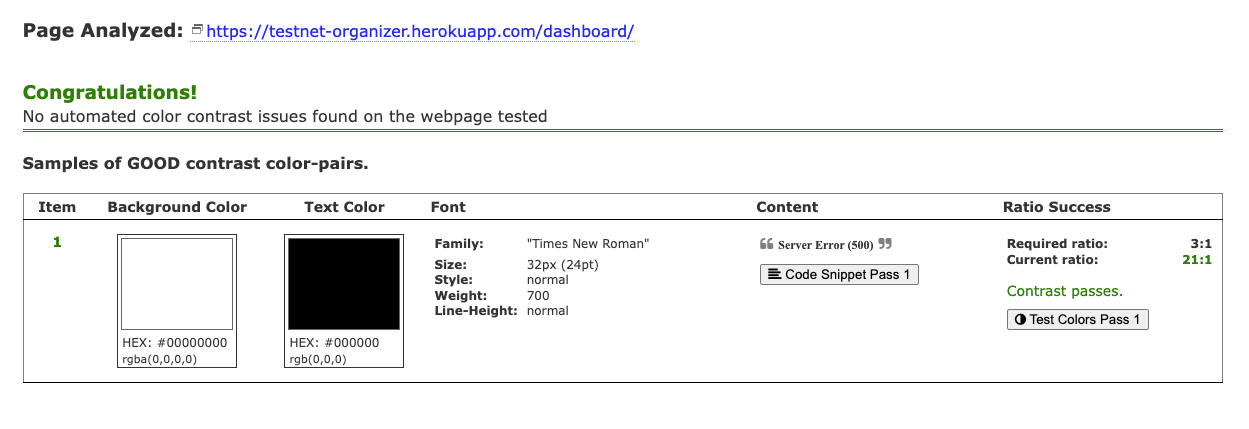 Page Analyzed: https://testnet-organizer.herokuapp.com/dashboard/
Congratulations!
No automated color contrast issues found on the webpage tested
Samples of GOOD contrast color-pairs.
Item Background Color Text Color Font Content Ratio Success
1
HEX: #00000000
rgba(0,0,0,0)
HEX: #000000
rgb(0,0,0)
Family: "Times New Roman"
Size: 32px (24pt)
Style: normal
Weight: 700
Line-Height: normal
❝ Server Error (500) ❞
Code Snippet Pass 1
Required ratio: 3:1
Current ratio: 21:1
Contrast passes.
Test Colors Pass 1